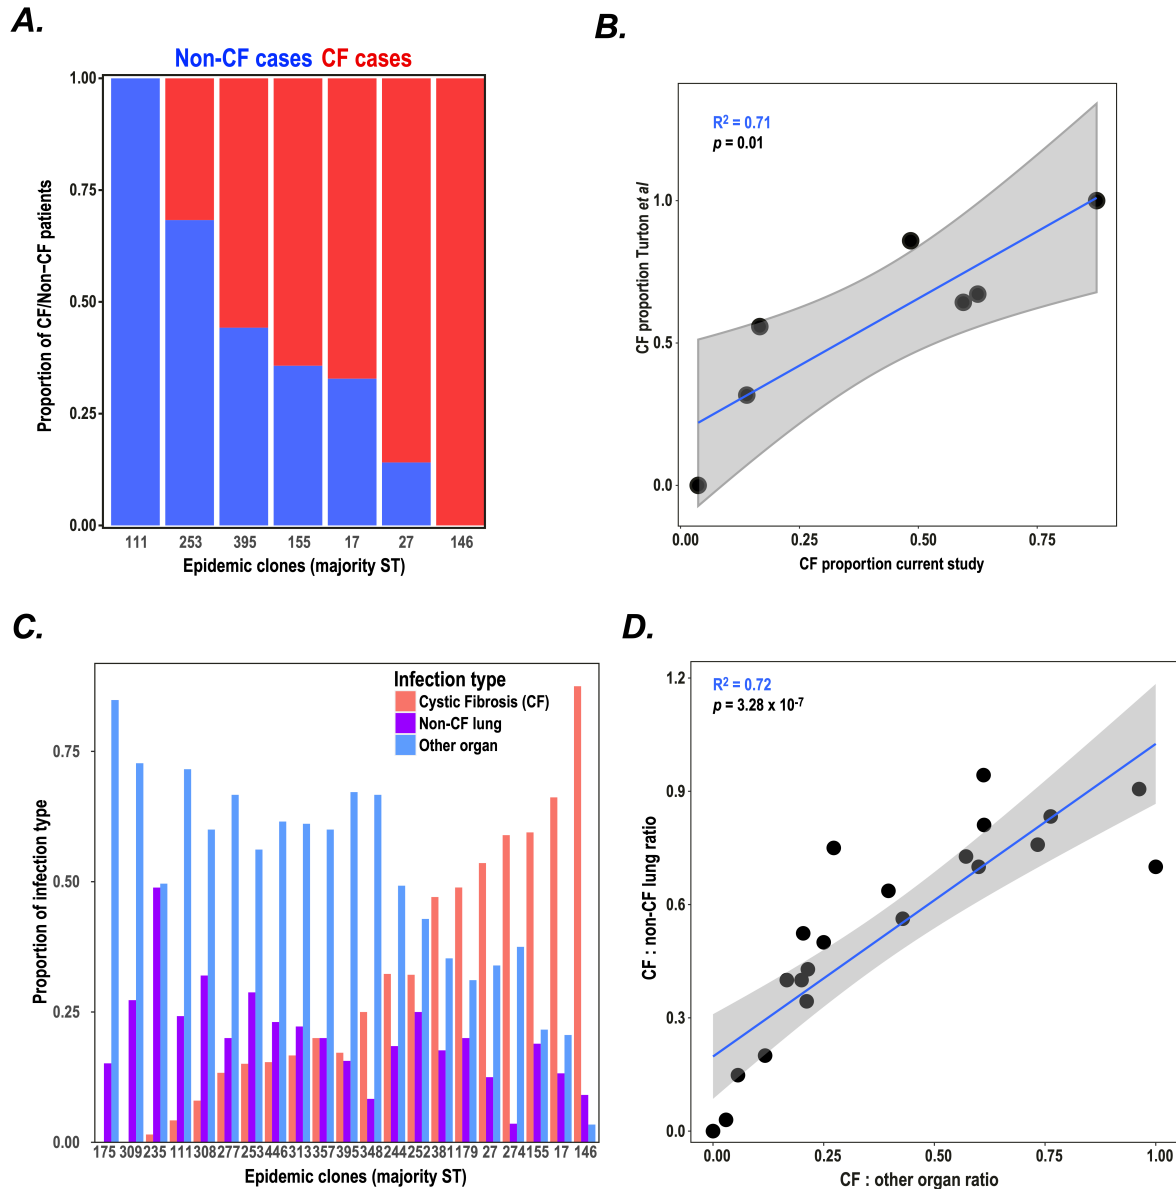 A.
Non-CF cases CF cases
Proportion of CF/Non−CF patients
1.00
0.75
0.50
0.25
0.00
111 253 395 155 17 27 146
Epidemic clones (majority ST)
B.
R² = 0.71
p = 0.01
CF proportion Turton et al
1.0
0.5
0.0
0.00 0.25 0.50 0.75
CF proportion current study
C.
Infection type
Cystic Fibrosis (CF)
Non-CF lung
Other organ
Proportion of infection type
0.75
0.50
0.25
0.00
175 309 235 111 308 277 253 446 313 357 395 348 244 252 381 179 27 274 155 17 146
Epidemic clones (majority ST)
D.
R² = 0.72
p = 3.28 x 10⁻⁷
CF : non-CF lung ratio
1.2
0.9
0.6
0.3
0.0
0.00 0.25 0.50 0.75 1.00
CF : other organ ratio